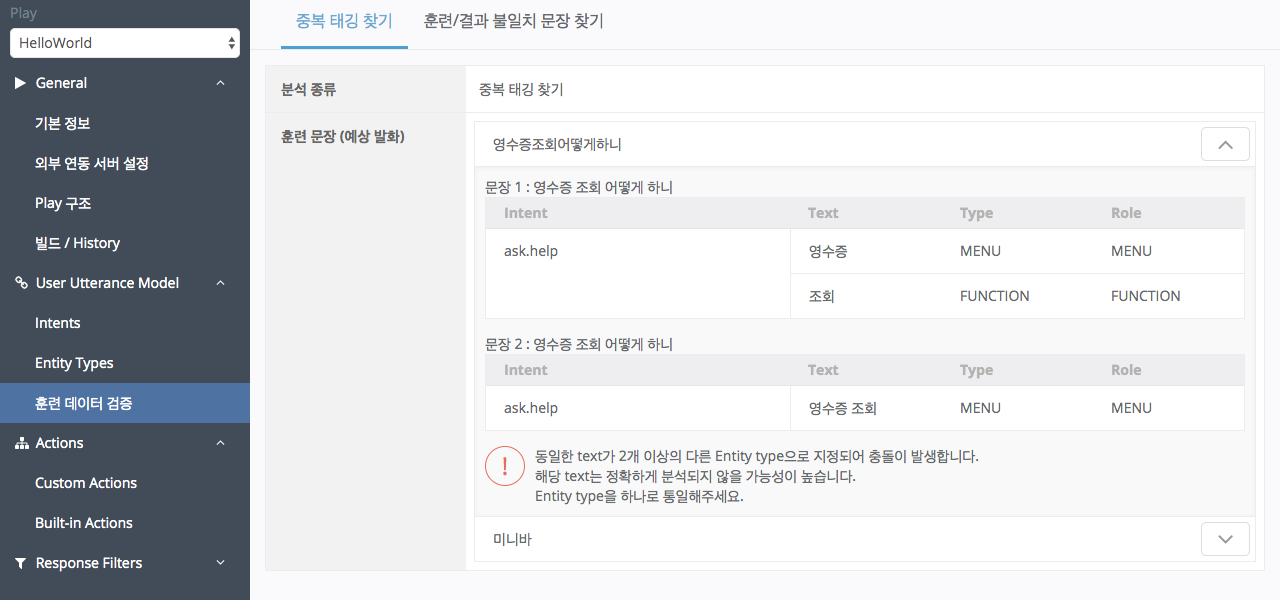 Play
HelloWorld
General
기본 정보
외부 연동 서버 설정
Play 구조
빌드 / History
User Utterance Model
Intents
Entity Types
훈련 데이터 검증
Actions
Custom Actions
Built-in Actions
Response Filters
중복 태깅 찾기 훈련/결과 불일치 문장 찾기
분석 종류 중복 태깅 찾기
훈련 문장 (예상 발화) 영수증조회어떻게하니
문장 1 : 영수증 조회 어떻게 하니
Intent Text Type Role
ask.help 영수증 MENU MENU
조회 FUNCTION FUNCTION
문장 2 : 영수증 조회 어떻게 하니
Intent Text Type Role
ask.help 영수증 조회 MENU MENU
동일한 text가 2개 이상의 다른 Entity type으로 지정되어 충돌이 발생합니다.
해당 text는 정확하게 분석되지 않을 가능성이 높습니다.
Entity type을 하나로 통일해주세요.
미니바